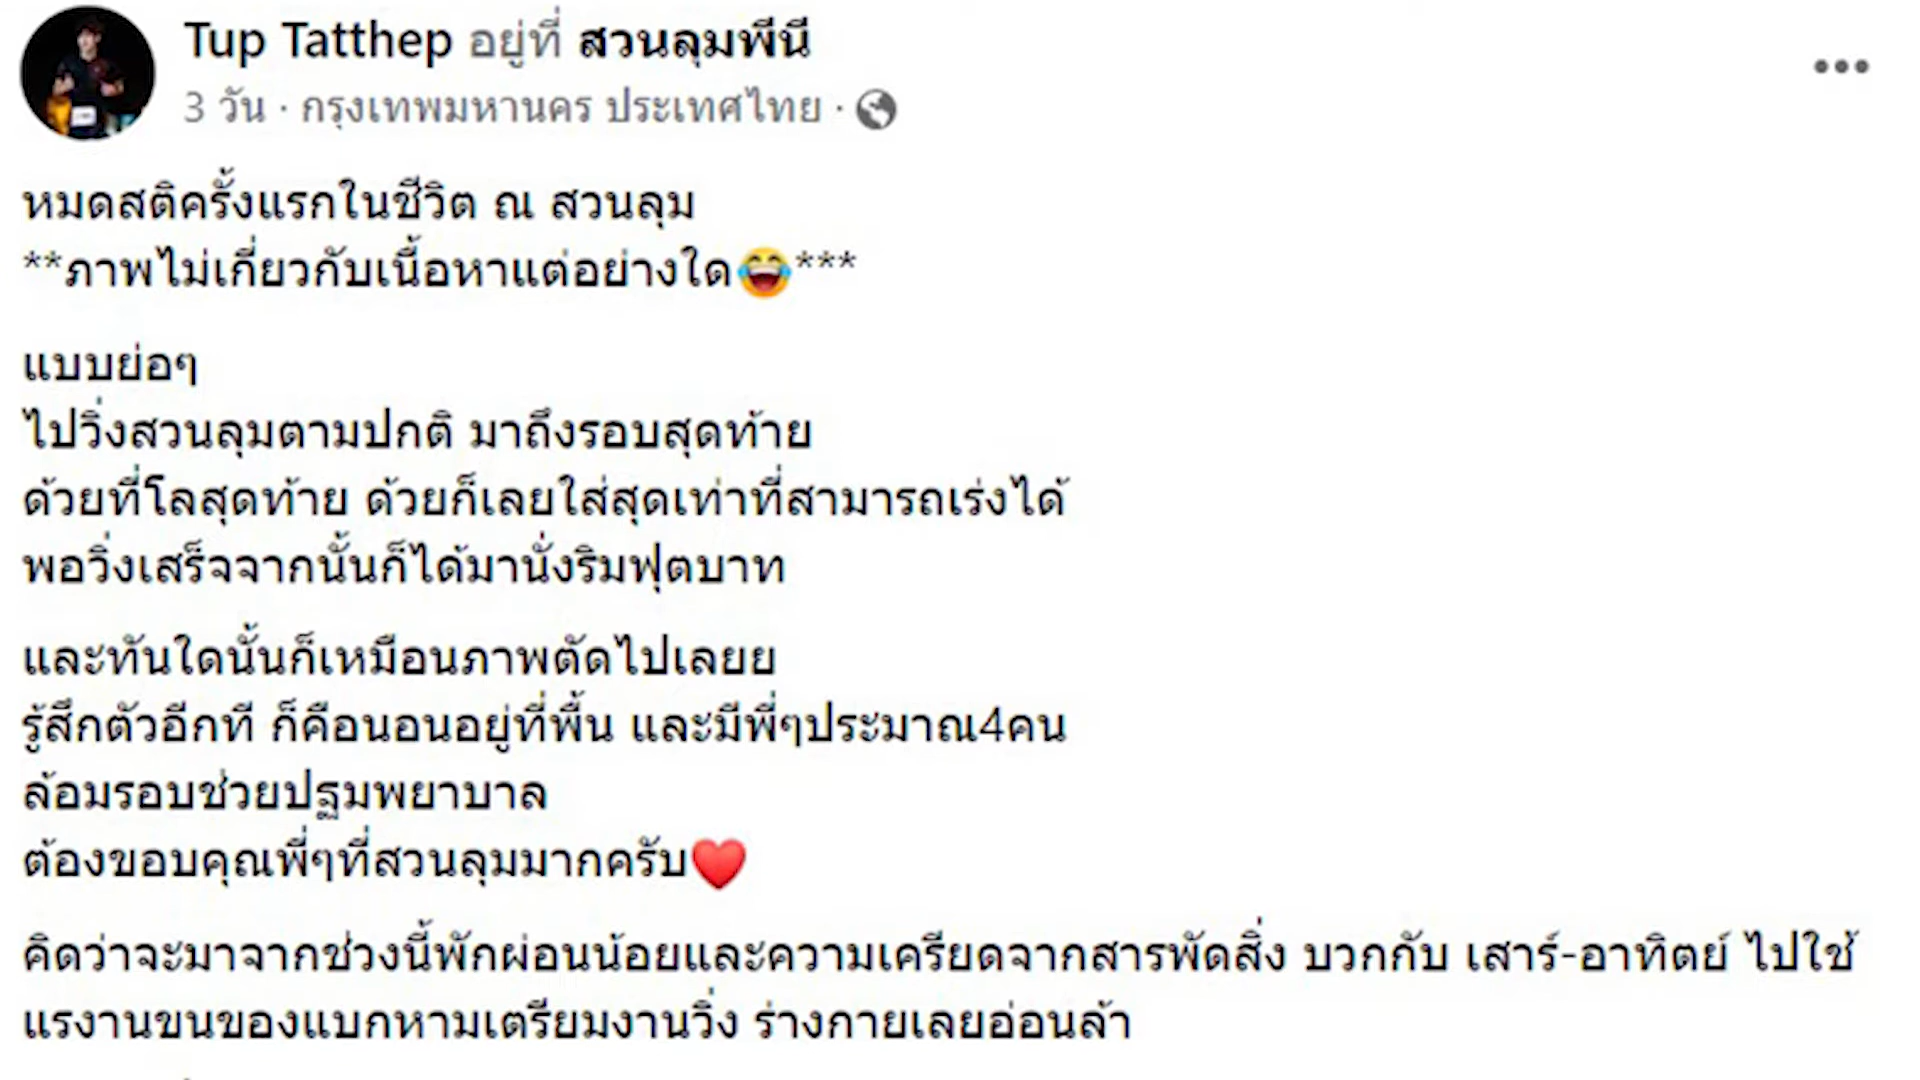 Tup Tatthep อยู่ที่ สวนลุมพีนี
3 วัน · กรุงเทพมหานคร ประเทศไทย ·
หมดสติครั้งแรกในชีวิต ณ สวนลุม
**ภาพไม่เกี่ยวกับเนื้อหาแต่อย่างใด😂***
แบบย่อๆ
ไปวิ่งสวนลุมตามปกติ มาถึงรอบสุดท้าย
ด้วยที่โลสุดท้าย ด้วยก็เลยใส่สุดเท่าที่สามารถเร่งได้
พอวิ่งเสร็จจากนั้นก็ได้มานั่งริมฟุตบาท
และทันใดนั้นก็เหมือนภาพตัดไปเลยย
รู้สึกตัวอีกที ก็คือนอนอยู่ที่พื้น และมีพี่ๆประมาณ4คน
ล้อมรอบช่วยปฐมพยาบาล
ต้องขอบคุณพี่ๆที่สวนลุมมากครับ❤️
คิดว่าจะมาจากช่วงนี้พักผ่อนน้อยและความเครียดจากสารพัดสิ่ง บวกกับ เสาร์-อาทิตย์ ไปใช้
แรงานขนของแบกหามเตรียมงานวิ่ง ร่างกายเลยอ่อนล้า